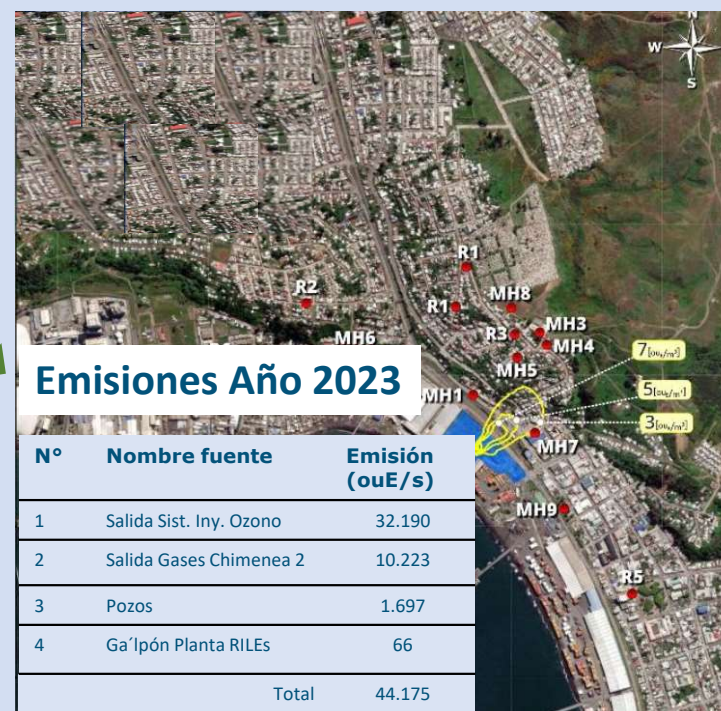 N
W
S
R1
R2
MH8
R1
MH3
R3
MH6
MH4
7[ouₑ/m³]
MH5
Emisiones Año 2023
MH1
5[ouₑ/m³]
3[ouₑ/m³]
MH7
N° Nombre fuente Emisión
(ouE/s)
1 Salida Sist. Iny. Ozono 32.190
MH9
2 Salida Gases Chimenea 2 10.223
R5
3 Pozos 1.697
4 Ga´lpón Planta RILEs 66
Total 44.175